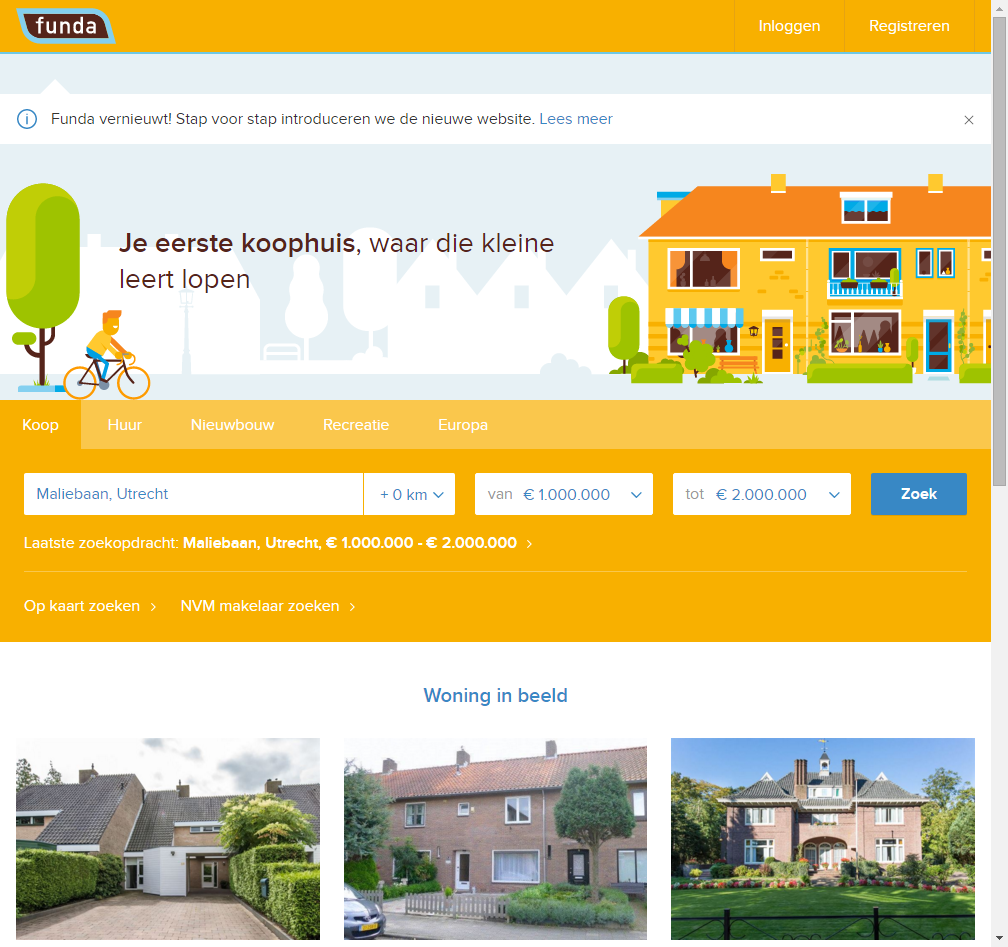 funda
Inloggen
Registreren
Funda vernieuwt! Stap voor stap introduceren we de nieuwe website. Lees meer
Je eerste koophuis, waar die kleine
leert lopen
Koop
Huur
Nieuwbouw
Recreatie
Europa
Maliebaan, Utrecht
+ 0 km
van € 1.000.000
tot € 2.000.000
Zoek
Laatste zoekopdracht: Maliebaan, Utrecht, € 1.000.000 - € 2.000.000
Op kaart zoeken
NVM makelaar zoeken
Woning in beeld